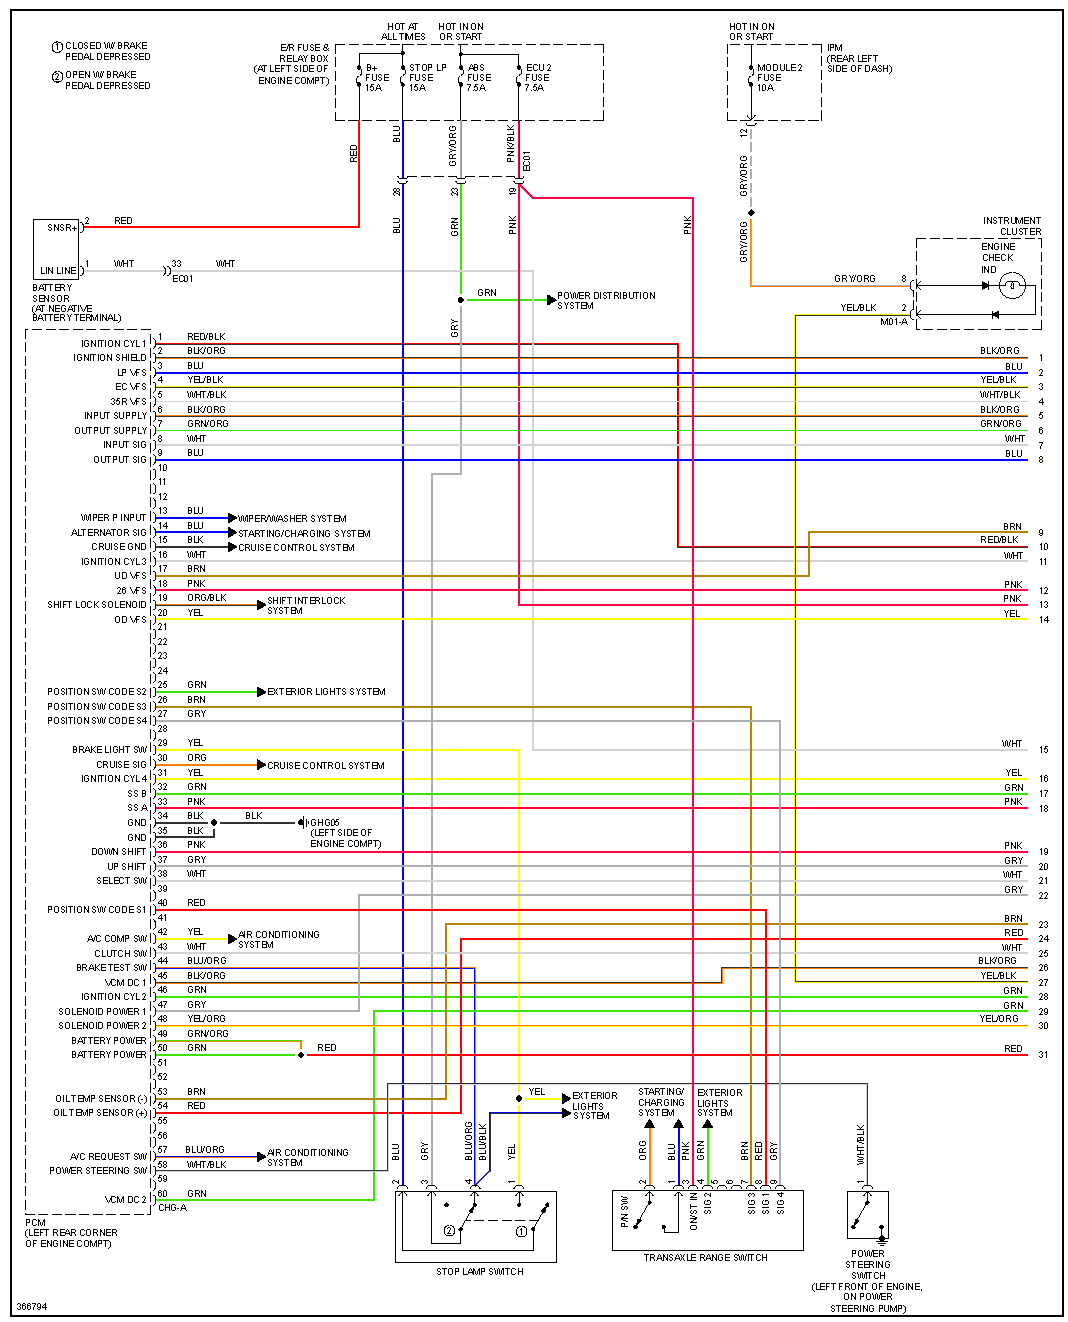 HOT AT
ALL TIMES
HOT IN ON
OR START
HOT IN ON
OR START
1 CLOSED W/ BRAKE
PEDAL DEPRESSED
2 OPEN W/ BRAKE
PEDAL DEPRESSED
E/R FUSE &
RELAY BOX
(AT LEFT SIDE OF
ENGINE COMPT)
B+
FUSE
15A
STOP LP
FUSE
15A
ABS
FUSE
7.5A
ECU 2
FUSE
7.5A
MODULE 2
FUSE
10A
IPM
(REAR LEFT
SIDE OF DASH)
RED
BLU
GRY/ORG
PNK/BLK
EC01
12
GRY/ORG
28
23
19
BLU
GRN
PNK
PNK
GRY/ORG
SNSR+
2
RED
LIN LINE
1
WHT
33
EC01
WHT
BATTERY
SENSOR
(AT NEGATIVE
BATTERY TERMINAL)
INSTRUMENT
CLUSTER
ENGINE
CHECK
IND
GRY/ORG
8
YEL/BLK
2
M01-A
GRN
POWER DISTRIBUTION
SYSTEM
GRY
IGNITION CYL 1 1 RED/BLK
IGNITION SHIELD 2 BLK/ORG BLK/ORG 1
LP VFS 3 BLU BLU 2
EC VFS 4 YEL/BLK YEL/BLK 3
35R VFS 5 WHT/BLK WHT/BLK 4
INPUT SUPPLY 6 BLK/ORG BLK/ORG 5
OUTPUT SUPPLY 7 GRN/ORG GRN/ORG 6
INPUT SIG 8 WHT WHT 7
OUTPUT SIG 9 BLU BLU 8
10
11
12
WIPER P INPUT 13 BLU WIPER/WASHER SYSTEM
ALTERNATOR SIG 14 BLU STARTING/CHARGING SYSTEM BRN 9
CRUISE GND 15 BLK CRUISE CONTROL SYSTEM RED/BLK 10
IGNITION CYL 3 16 WHT WHT 11
UD VFS 17 BRN
26 VFS 18 PNK PNK 12
SHIFT LOCK SOLENOID 19 ORG/BLK SHIFT INTERLOCK
SYSTEM PNK 13
OD VFS 20 YEL YEL 14
21
22
23
24
POSITION SW CODE S2 25 GRN EXTERIOR LIGHTS SYSTEM
POSITION SW CODE S3 26 BRN
POSITION SW CODE S4 27 GRY
28
BRAKE LIGHT SW 29 YEL WHT 15
CRUISE SIG 30 ORG CRUISE CONTROL SYSTEM
IGNITION CYL 4 31 YEL YEL 16
SS B 32 GRN GRN 17
SS A 33 PNK PNK 18
GND 34 BLK BLK GHG05
(LEFT SIDE OF
ENGINE COMPT)
GND 35 BLK
DOWN SHIFT 36 PNK PNK 19
UP SHIFT 37 GRY GRY 20
SELECT SW 38 WHT WHT 21
39 GRY 22
POSITION SW CODE S1 40 RED
41 BRN 23
A/C COMP SW 42 YEL AIR CONDITIONING
SYSTEM RED 24
CLUTCH SW 43 WHT WHT 25
BRAKE TEST SW 44 BLU/ORG BLK/ORG 26
VCM DC 1 45 BLK/ORG YEL/BLK 27
IGNITION CYL 2 46 GRN GRN 28
SOLENOID POWER 1 47 GRY GRN 29
SOLENOID POWER 2 48 YEL/ORG YEL/ORG 30
BATTERY POWER 49 GRN/ORG
BATTERY POWER 50 GRN RED RED 31
51
52
OIL TEMP SENSOR (-) 53 BRN
OIL TEMP SENSOR (+) 54 RED
55
56
A/C REQUEST SW 57 BLU/ORG AIR CONDITIONING
SYSTEM
POWER STEERING SW 58 WHT/BLK
59
VCM DC 2 60 GRN
CHG-A
PCM
(LEFT REAR CORNER
OF ENGINE COMPT)
YEL
EXTERIOR
LIGHTS
SYSTEM
BLU
GRY
BLU/ORG
BLU/BLK
YEL
2
3
4
1
2
1
STOP LAMP SWITCH
STARTING/
CHARGING
SYSTEM
EXTERIOR
LIGHTS
SYSTEM
ORG
BLU
PNK
GRN
BRN
RED
GRY
2
1
3
4
5
6
7
8
9
P/N SW
ON/ST IN
SIG 2
SIG 3
SIG 1
SIG 4
TRANSAXLE RANGE SWITCH
WHT/BLK
1
POWER
STEERING
SWITCH
(LEFT FRONT OF ENGINE,
ON POWER
STEERING PUMP)
366794